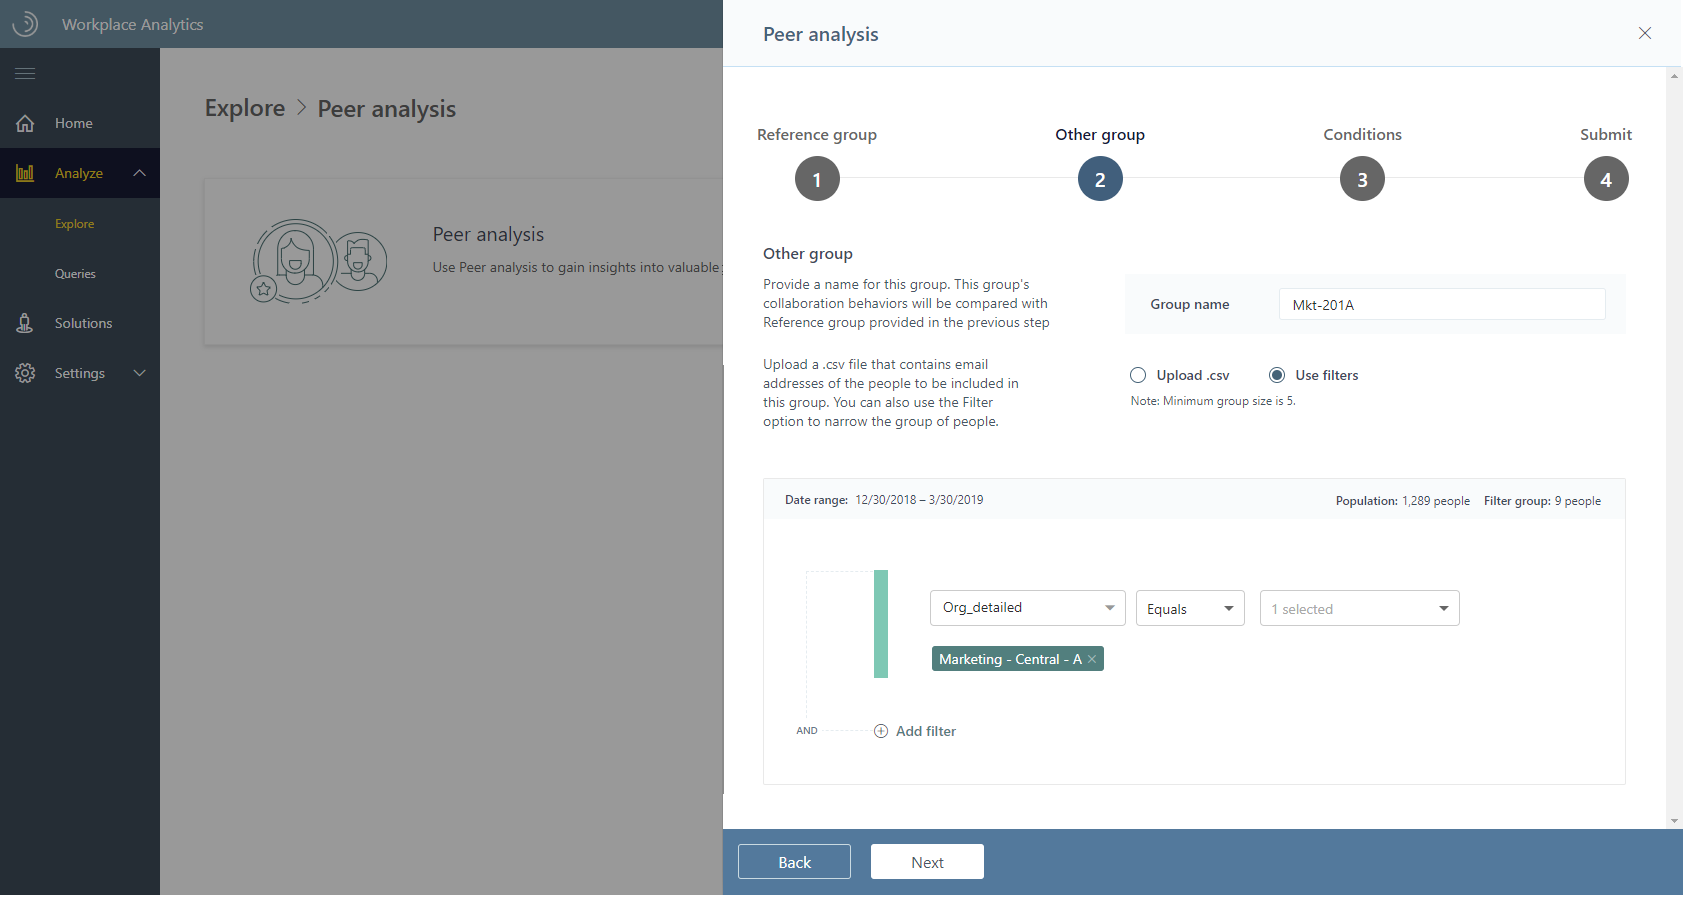 Workplace Analytics
Home
Analyze
Explore
Queries
Solutions
Settings
Explore > Peer analysis
Peer analysis
Use Peer analysis to gain insights into valuable
Peer analysis
Reference group
Other group
Conditions
Submit
1
2
3
4
Other group
Provide a name for this group. This group's
collaboration behaviors will be compared with
Reference group provided in the previous step
Group name
Mkt-201A
Upload a .csv file that contains email
addresses of the people to be included in
this group. You can also use the Filter
option to narrow the group of people.
Upload .csv
Use filters
Note: Minimum group size is 5.
Date range: 12/30/2018 – 3/30/2019
Population: 1,289 people
Filter group: 9 people
Org_detailed
Equals
1 selected
Marketing - Central - A
AND
Add filter
Back
Next